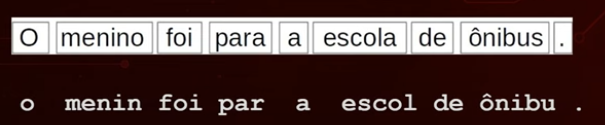 O menino foi para a escola de ônibus .
o menin foi par a escol de ônibu .